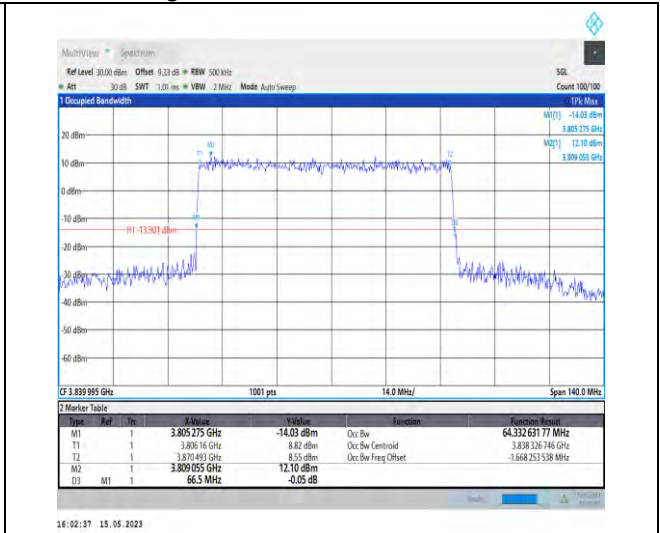 MultiView Spectrum
Ref Level 30.00 dBm Offset 9.33 dB RBW 500 kHz SGL
Att 30 dB SWT 1.01 ms VBW 2 MHz Mode Auto Sweep Count 100/100
1 Occupied Bandwidth 1Pk Max
M1[1] -14.03 dBm
3.805 275 GHz
M2[1] 12.10 dBm
3.809 055 GHz
20 dBm
10 dBm
0 dBm
-10 dBm
-20 dBm
-30 dBm
-40 dBm
-50 dBm
-60 dBm
T1 M2 T2
H1 -13.901 dBm
CF 3.839 995 GHz 1001 pts 14.0 MHz/ Span 140.0 MHz
2 Marker Table
Type Ref Trc X-Value Y-Value Function Function Result
M1 1 3.805 275 GHz -14.03 dBm Occ Bw 64.332 631 77 MHz
T1 1 3.806 16 GHz 8.82 dBm Occ Bw Centroid 3.838 326 746 GHz
T2 1 3.870 493 GHz 8.55 dBm Occ Bw Freq Offset -1.668 253 538 MHz
M2 1 3.809 055 GHz 12.10 dBm
D3 M1 1 66.5 MHz -0.05 dB
16:02:37 15.05.2023